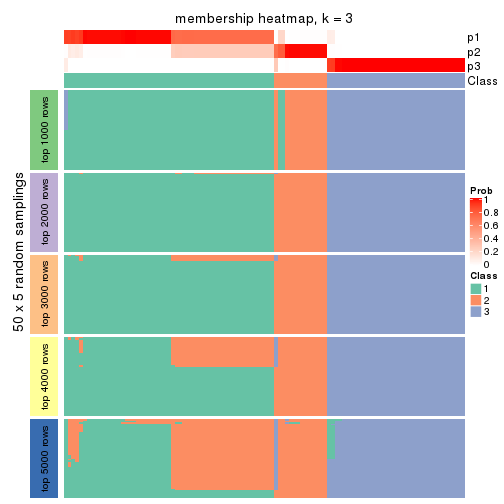 membership heatmap, k = 3
p1
p2
p3
Class
50 x 5 random samplings
top 1000 rows
top 2000 rows
top 3000 rows
top 4000 rows
top 5000 rows
Prob
1
0.8
0.6
0.4
0.2
0
Class
1
2
3